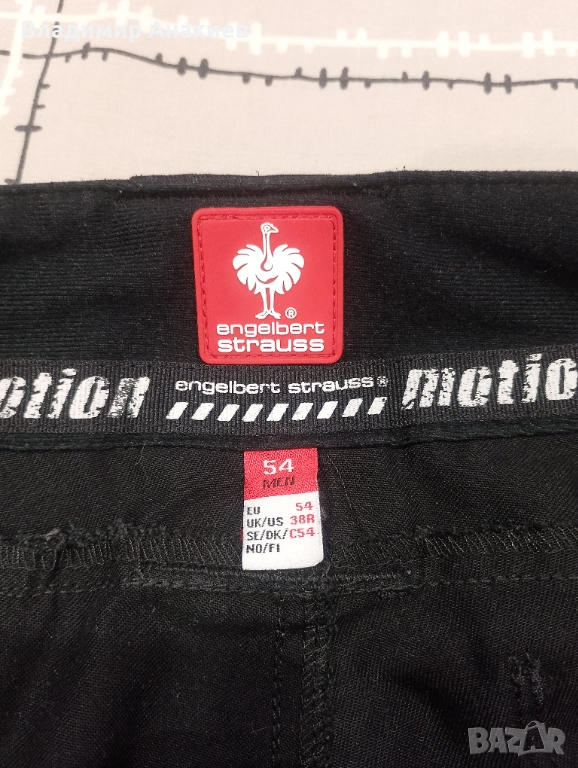 Владимир Анакиев
engelbert
strauss
®
motion engelbert strauss® motion
54
MEN
EU 54
UK/US 38R
SE/DK/ C54
NO/FI
BAZAR